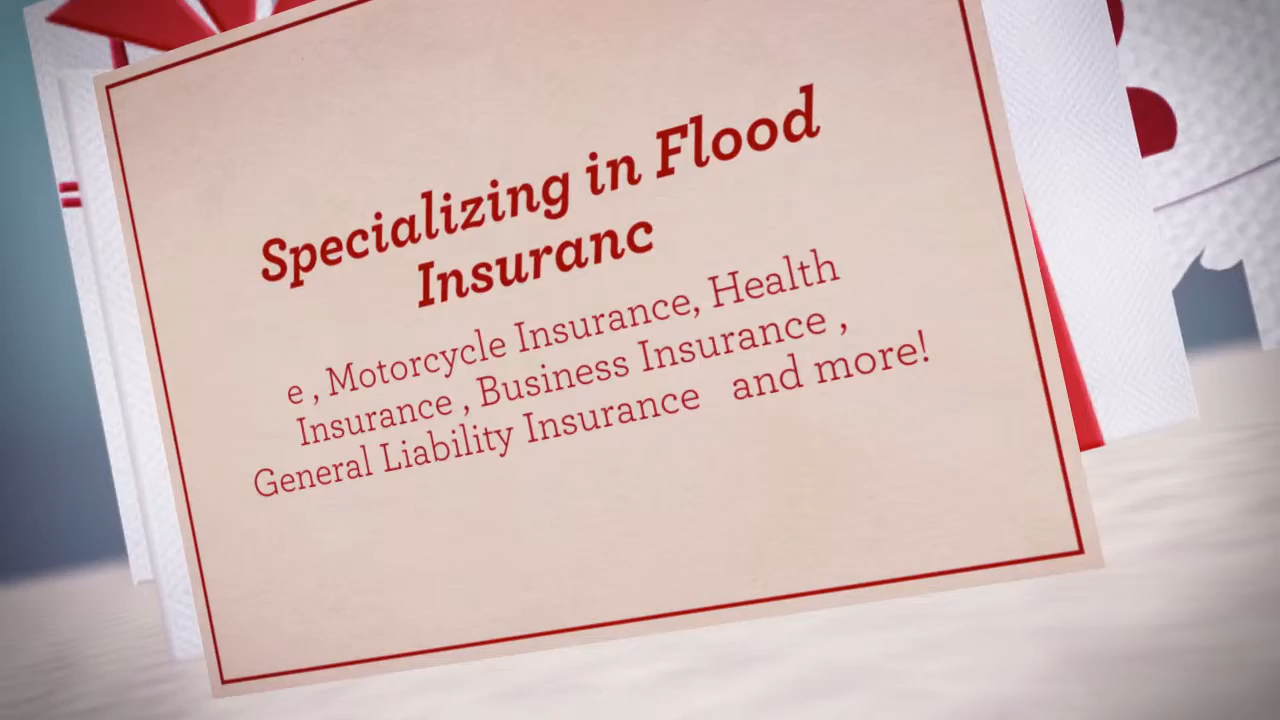 Specializing in Flood
Insuranc
e , Motorcycle Insurance, Health
Insurance , Business Insurance ,
General Liability Insurance and more!